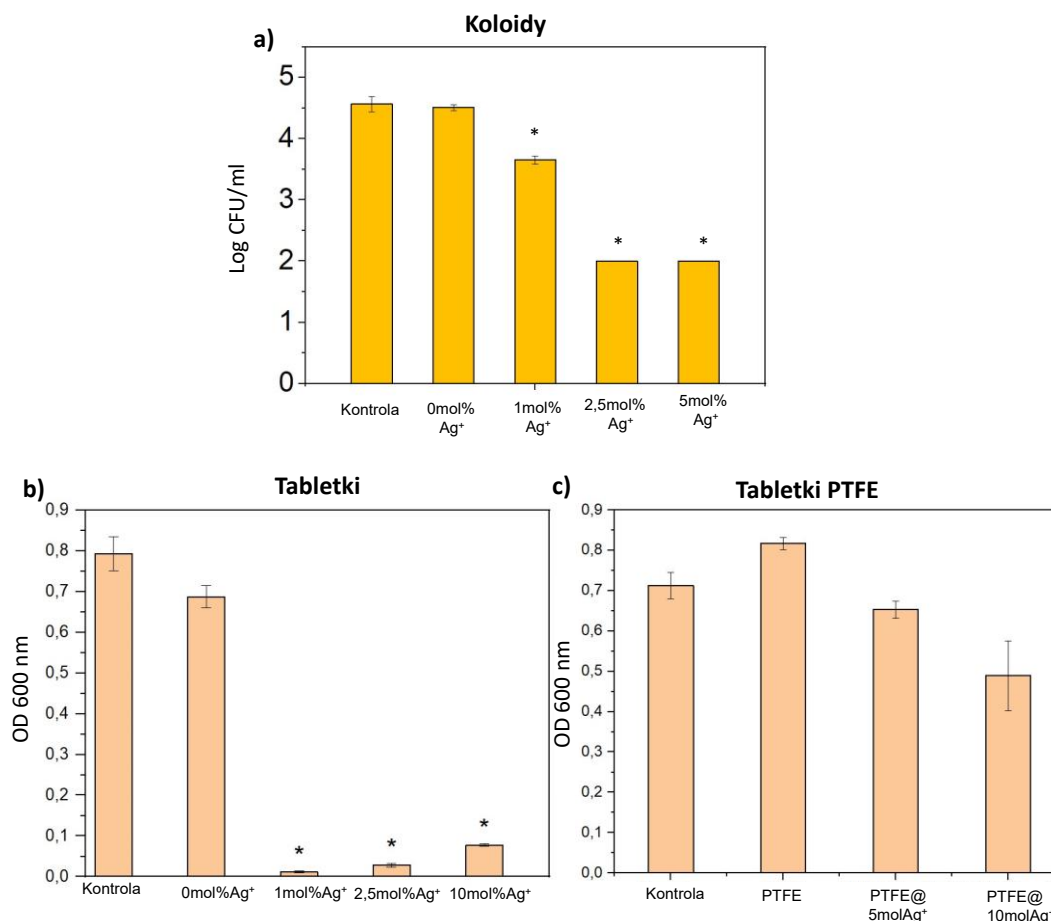 Koloidy
a)
Log CFU/ml
5
4
3
2
1
0
*
*
*
Kontrola
0mol%
Ag⁺
1mol%
Ag⁺
2,5mol%
Ag⁺
5mol%
Ag⁺
b)
Tabletki
OD 600 nm
0,9
0,8
0,7
0,6
0,5
0,4
0,3
0,2
0,1
0,0
*
*
*
Kontrola
0mol%Ag⁺
1mol%Ag⁺
2,5mol%Ag⁺
10mol%Ag⁺
c)
Tabletki PTFE
OD 600 nm
0,9
0,8
0,7
0,6
0,5
0,4
0,3
0,2
0,1
0,0
Kontrola
PTFE
PTFE@
5molAg⁺
PTFE@
10molAg⁺